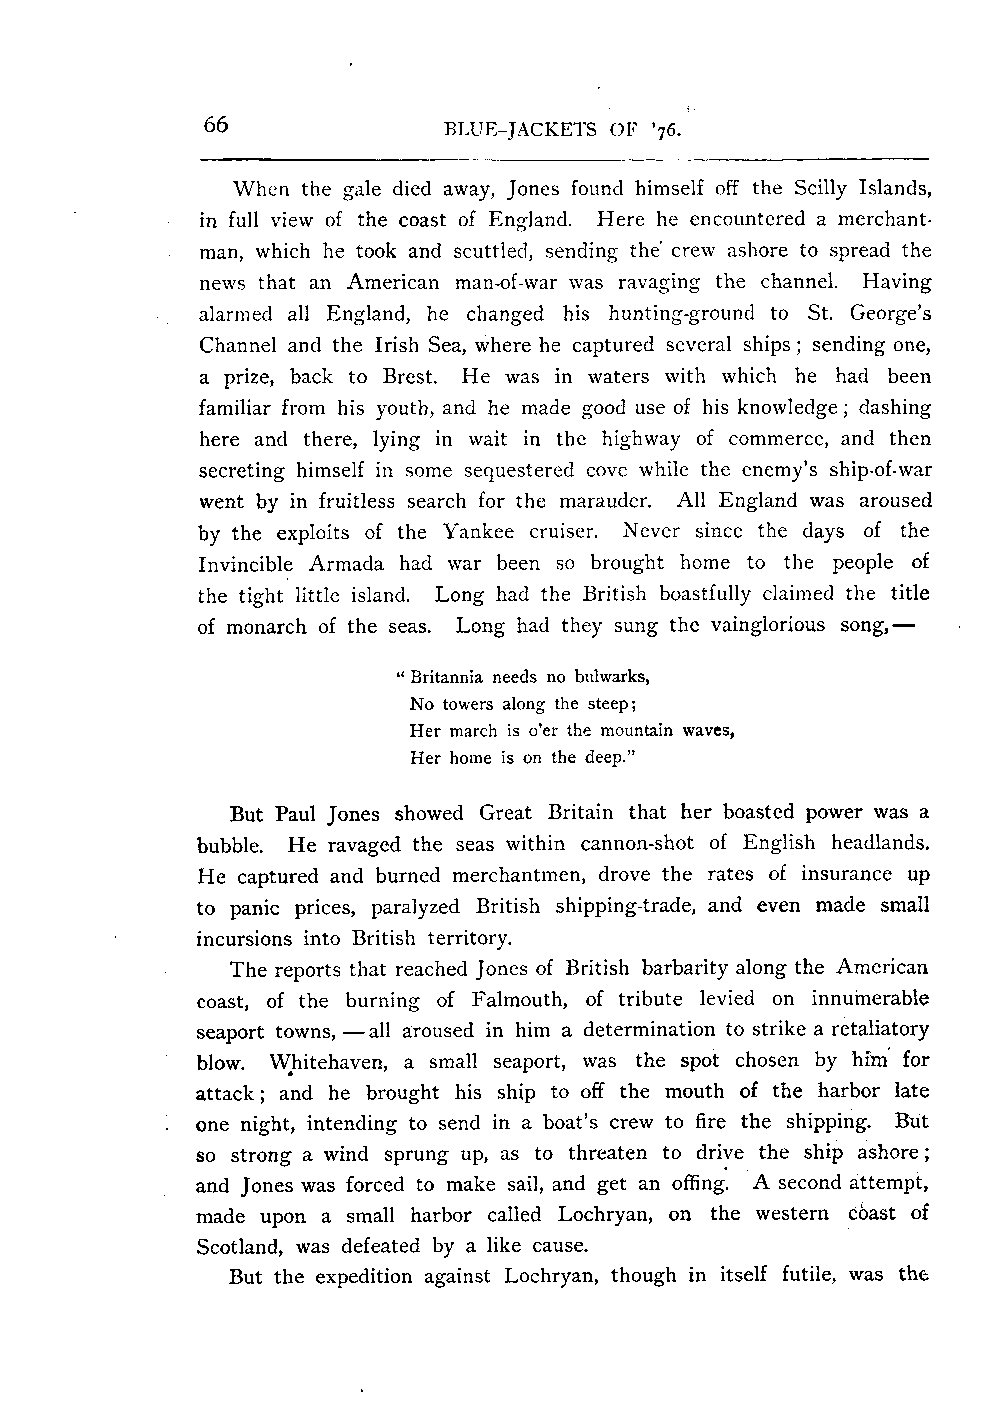 66
BLUE-JACKETS OF '76.
When the gale died away, Jones found himself off the Scilly Islands,
in full view of the coast of England. Here he encountered a merchant-
man, which he took and scuttled, sending the crew ashore to spread the
news that an American man-of-war was ravaging the channel. Having
alarmed all England, he changed his hunting-ground to St. George's
Channel and the Irish Sea, where he captured several ships; sending one,
a prize, back to Brest. He was in waters with which he had been
familiar from his youth, and he made good use of his knowledge; dashing
here and there, lying in wait in the highway of commerce, and then
secreting himself in some sequestered cove while the enemy's ship-of-war
went by in fruitless search for the marauder. All England was aroused
by the exploits of the Yankee cruiser. Never since the days of the
Invincible Armada had war been so brought home to the people of
the tight little island. Long had the British boastfully claimed the title
of monarch of the seas. Long had they sung the vainglorious song,—
"Britannia needs no bulwarks,
No towers along the steep;
Her march is o'er the mountain waves,
Her home is on the deep."
But Paul Jones showed Great Britain that her boasted power was a
bubble. He ravaged the seas within cannon-shot of English headlands.
He captured and burned merchantmen, drove the rates of insurance up
to panic prices, paralyzed British shipping-trade, and even made small
incursions into British territory.
The reports that reached Jones of British barbarity along the American
coast, of the burning of Falmouth, of tribute levied on innumerable
seaport towns, —all aroused in him a determination to strike a retaliatory
blow. Whitehaven, a small seaport, was the spot chosen by him for
attack; and he brought his ship to off the mouth of the harbor late
one night, intending to send in a boat's crew to fire the shipping. But
so strong a wind sprung up, as to threaten to drive the ship ashore;
and Jones was forced to make sail, and get an offing. A second attempt,
made upon a small harbor called Lochryan, on the western coast of
Scotland, was defeated by a like cause.
But the expedition against Lochryan, though in itself futile, was the